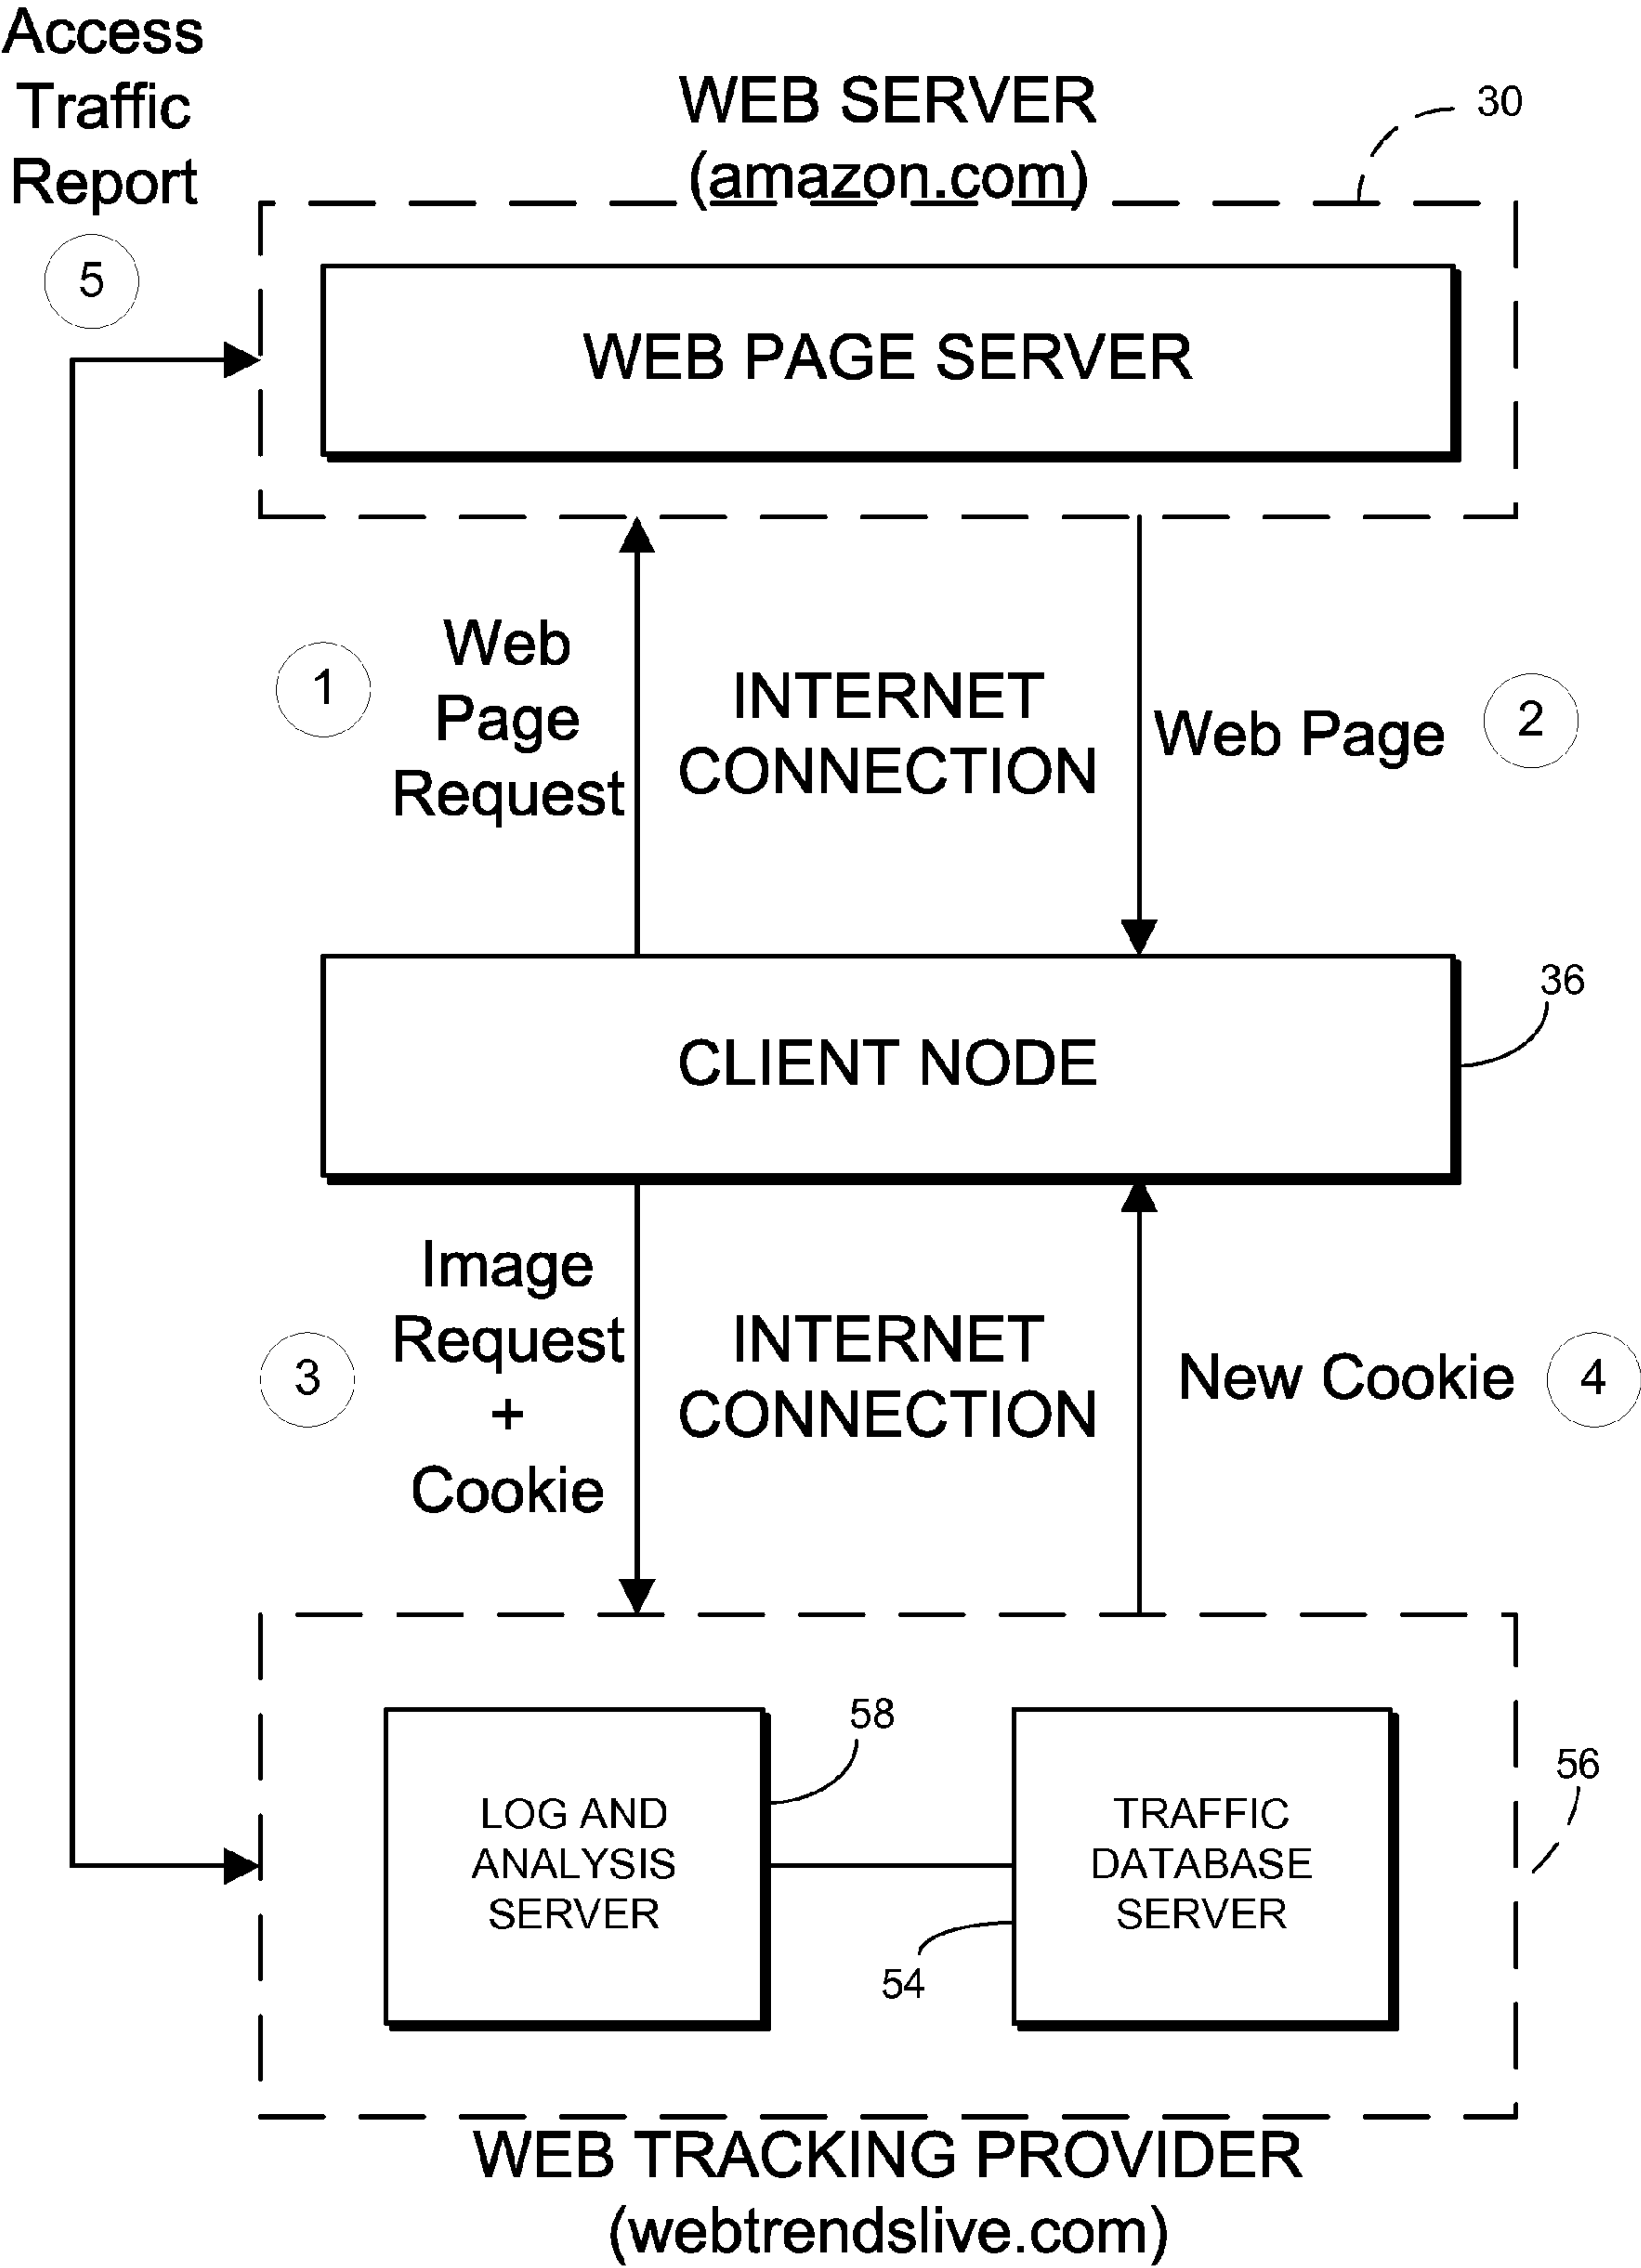 Access
Traffic
Report
5
WEB SERVER
(amazon.com)
30
WEB PAGE SERVER
1
Web
Page
Request
INTERNET
CONNECTION
Web Page
2
CLIENT NODE
36
3
Image
Request
+
Cookie
INTERNET
CONNECTION
New Cookie
4
58
LOG AND
ANALYSIS
SERVER
54
TRAFFIC
DATABASE
SERVER
56
WEB TRACKING PROVIDER
(webtrendslive.com)